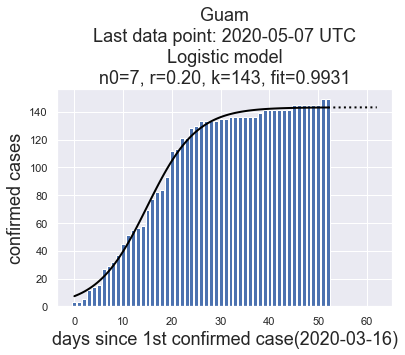 Guam
Last data point: 2020-05-07 UTC
Logistic model
n0=7, r=0.20, k=143, fit=0.9931
confirmed cases
140
120
100
80
60
40
20
0
0 10 20 30 40 50 60
days since 1st confirmed case(2020-03-16)